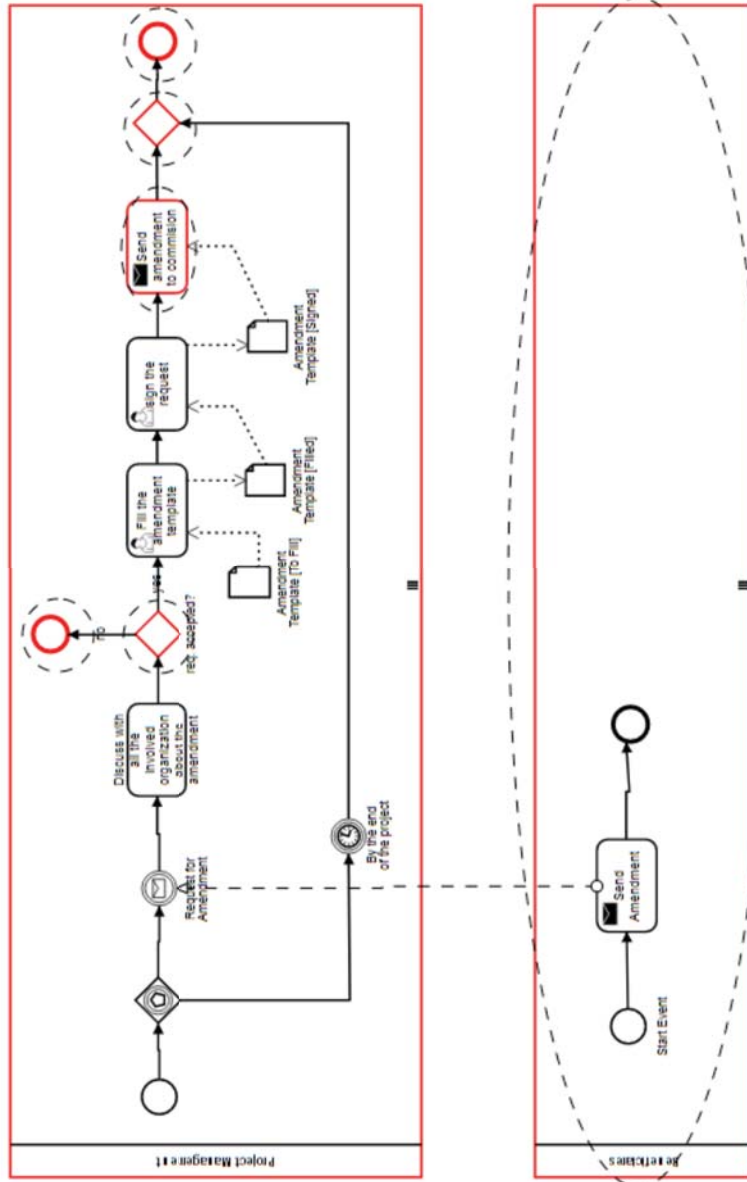 Project Management
Request for
Amendment
Discuss with
all the
involved
organization
about the
amendment
req. accepted?
no
yes
Fill the
amendment
template
Amendment
Template [To Fill]
Amendment
Template [Filled]
sign the
request
Amendment
Template [Signed]
Send
amendment
to commision
By the end
of the project
Beneficiares
Start Event
Send
Amendment